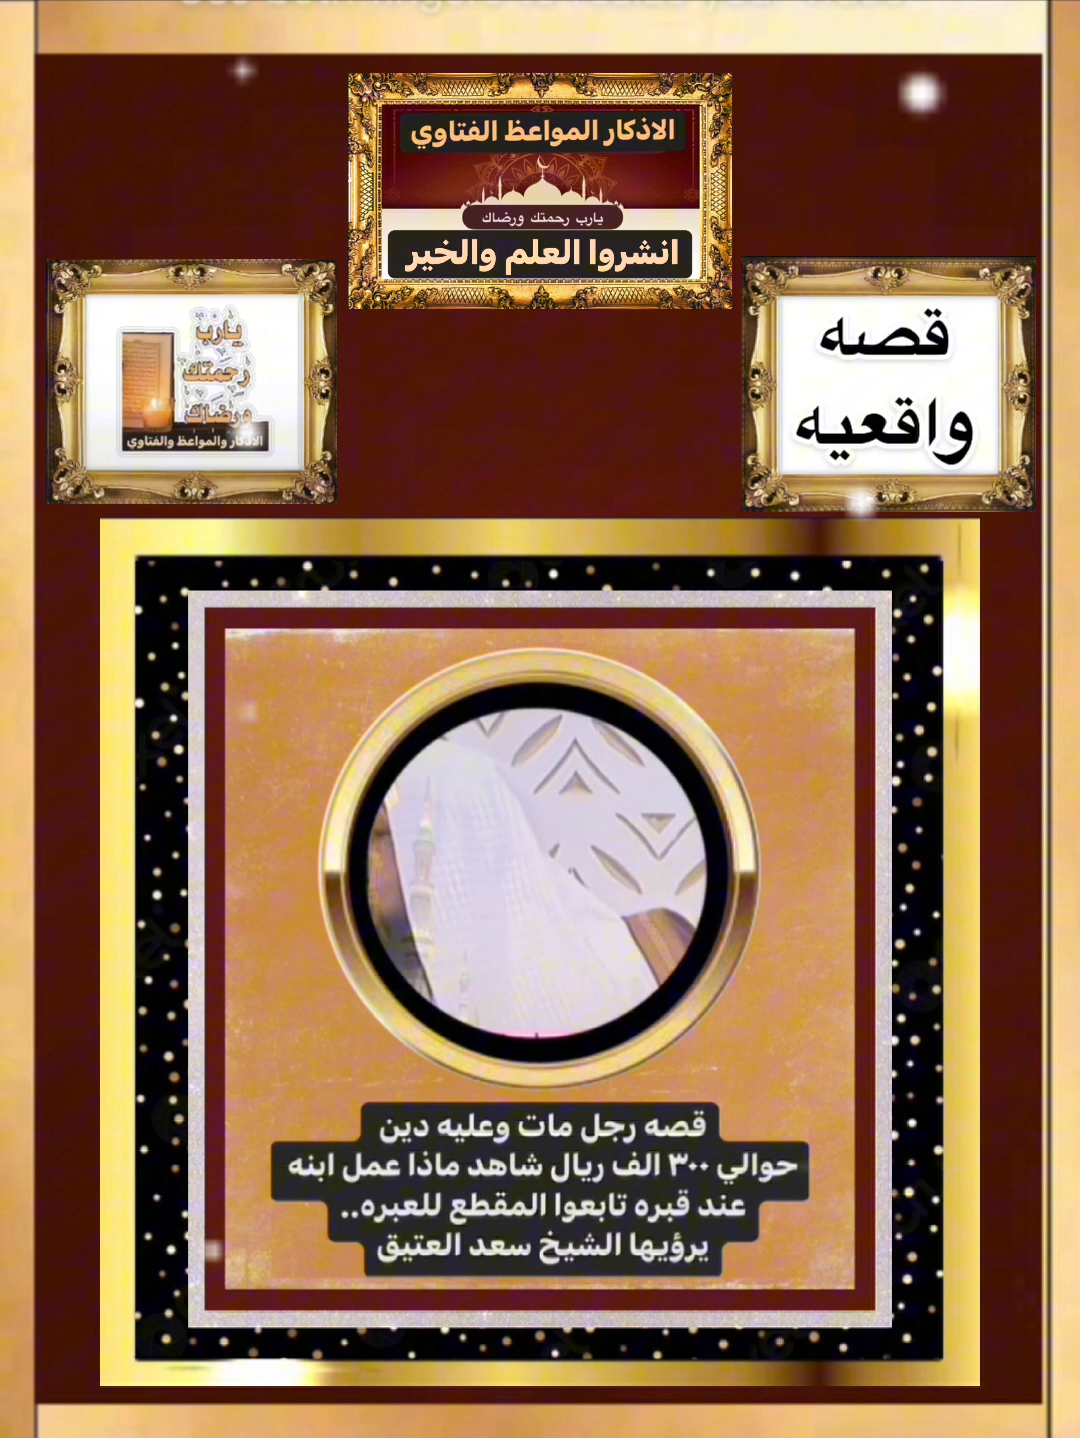 الاذكار المواعظ الفتاوي
يارب رحمتك ورضاك
انشروا العلم والخير
قصه
واقعيه
يارب
رحمتك
ورضاك
الاذكار والمواعظ والفتاوي
قصه رجل مات وعليه دين
حوالي ٣٠٠ الف ريال شاهد ماذا عمل ابنه
عند قبره تابعوا المقطع للعبره..
يرؤيها الشيخ سعد العتيق